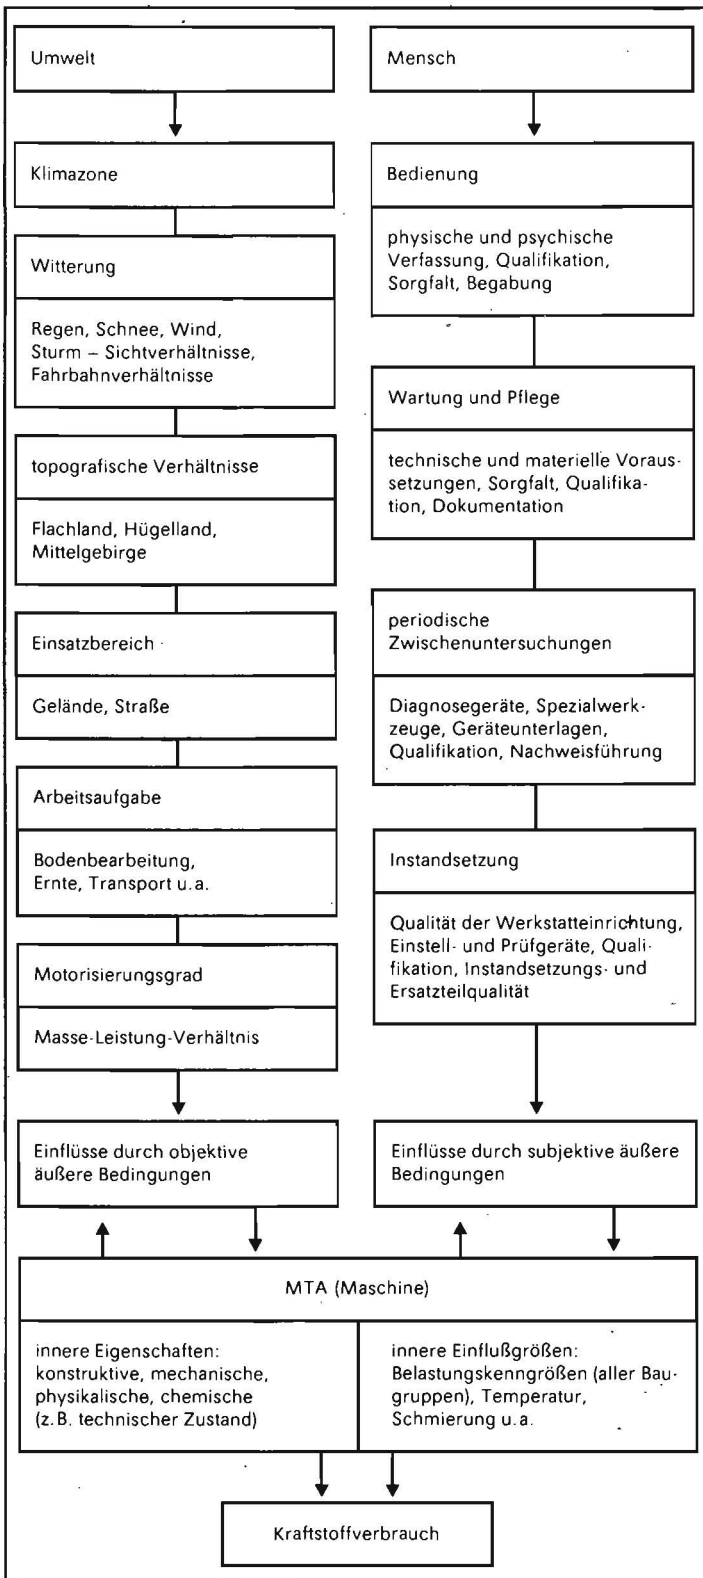 Umwelt
Klimazone
Witterung
Regen, Schnee, Wind,
Sturm – Sichtverhältnisse,
Fahrbahnverhältnisse
topografische Verhältnisse
Flachland, Hügelland,
Mittelgebirge
Einsatzbereich
Gelände, Straße
Arbeitsaufgabe
Bodenbearbeitung,
Ernte, Transport u.a.
Motorisierungsgrad
Masse-Leistung-Verhältnis
Einflüsse durch objektive
äußere Bedingungen
Mensch
Bedienung
physische und psychische
Verfassung, Qualifikation,
Sorgfalt, Begabung
Wartung und Pflege
technische und materielle Voraus-
setzungen, Sorgfalt, Qualifika-
tion, Dokumentation
periodische
Zwischenuntersuchungen
Diagnosegeräte, Spezialwerk-
zeuge, Geräteunterlagen,
Qualifikation, Nachweisführung
Instandsetzung
Qualität der Werkstatteinrichtung,
Einstell- und Prüfgeräte, Quali-
fikation, Instandsetzungs- und
Ersatzteilqualität
Einflüsse durch subjektive äußere
Bedingungen
MTA (Maschine)
innere Eigenschaften:
konstruktive, mechanische,
physikalische, chemische
(z.B. technischer Zustand)
innere Einflußgrößen:
Belastungskenngrößen (aller Bau-
gruppen), Temperatur,
Schmierung u.a.
Kraftstoffverbrauch